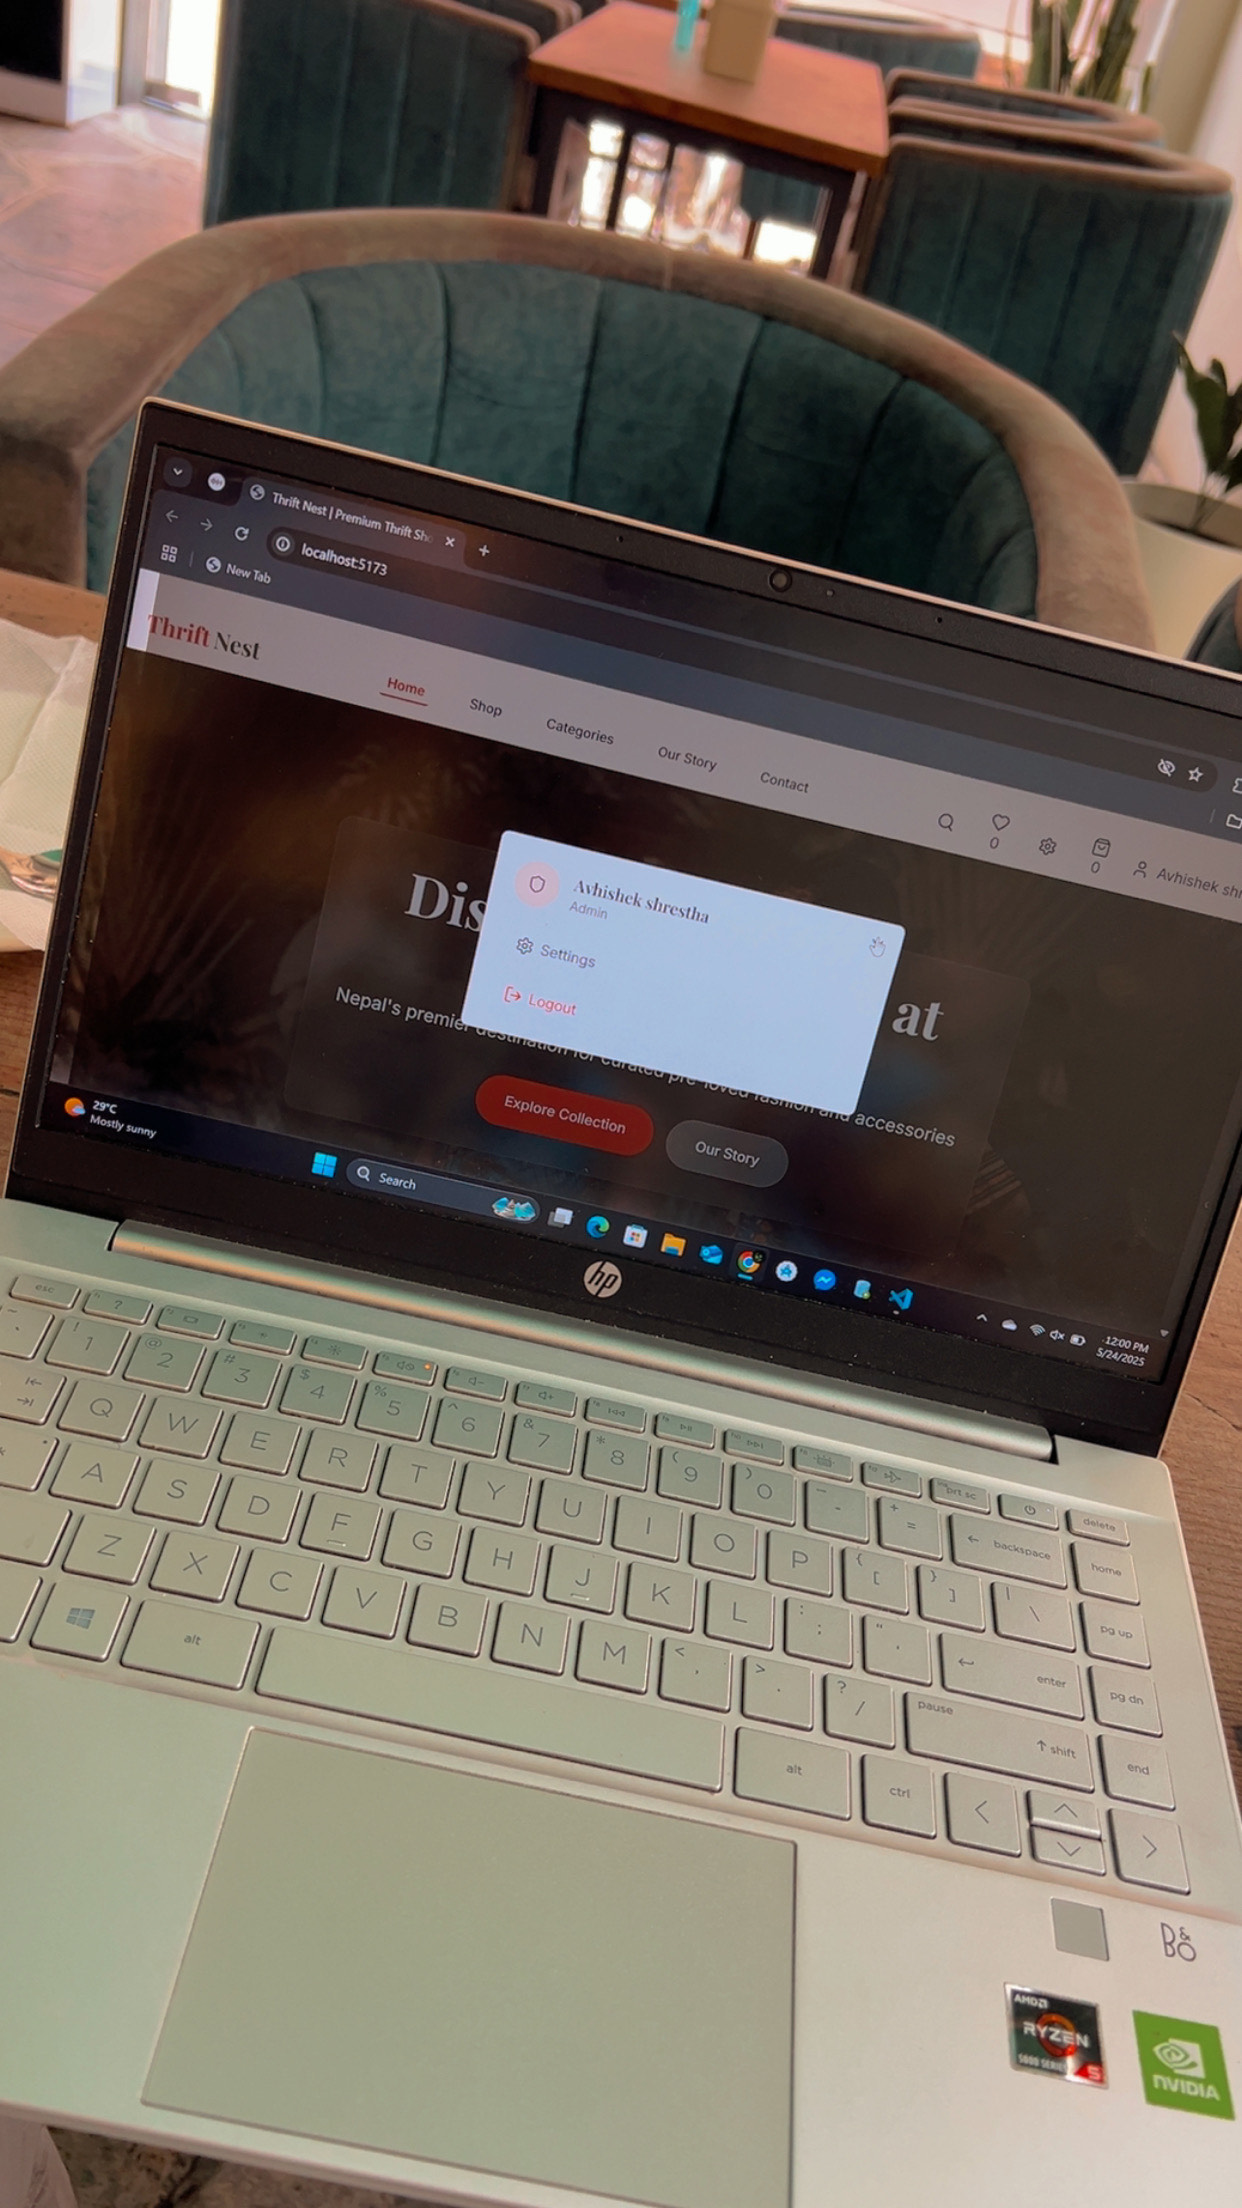 Thrift Nest | Premium Thrift Sh
localhost:5173
New Tab
Thrift Nest
Home
Shop
Categories
Our Story
Contact
0
0
Avhishek shr
Dis
at
Avhishek shrestha
Admin
Settings
Logout
Nepal's premier destination for curated pre-loved fashion and accessories
Explore Collection
Our Story
29°C
Mostly sunny
Search
12:00 PM
5/24/2025
hp
esc
prt sc
delete
! 1 @ 2 # 3 $ 4 % 5 ^ 6 & 7 * 8 ( 9 ) 0 _ - + = backspace home
Q W E R T Y U I O P { [ } ] | \ pg up
A S D F G H J K L : ; " ' enter pg dn
Z X C V B N M < , > . ? / pause shift end
alt
alt
ctrl
B&O
AMD
RYZEN
5000 SERIES
5
NVIDIA